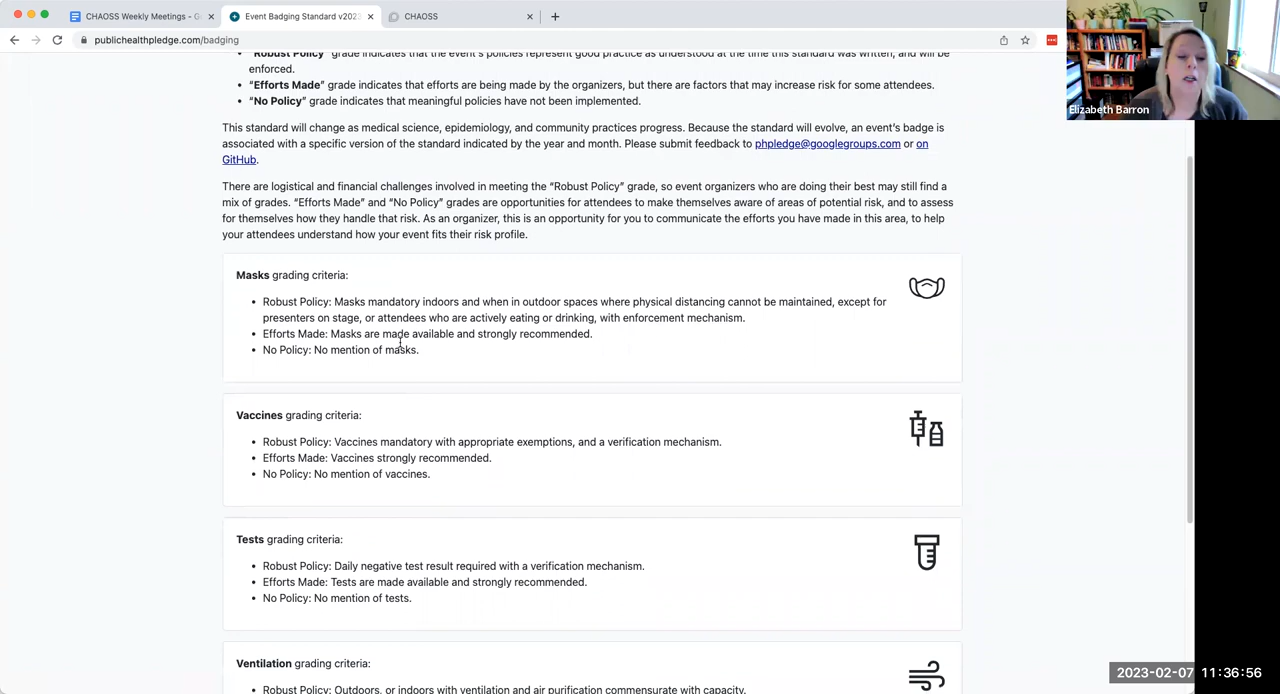 CHAOSS Weekly Meetings - G
Event Badging Standard v2023
CHAOSS
publichealthpledge.com/badging
"Robust Policy" grade indicates that the event's policies represent good practice as understood at the time this standard was written, and will be
enforced.
• "Efforts Made" grade indicates that efforts are being made by the organizers, but there are factors that may increase risk for some attendees.
• "No Policy" grade indicates that meaningful policies have not been implemented.
This standard will change as medical science, epidemiology, and community practices progress. Because the standard will evolve, an event's badge is
associated with a specific version of the standard indicated by the year and month. Please submit feedback to phpledge@googlegroups.com or on
GitHub.
There are logistical and financial challenges involved in meeting the "Robust Policy" grade, so event organizers who are doing their best may still find a
mix of grades. "Efforts Made" and "No Policy" grades are opportunities for attendees to make themselves aware of areas of potential risk, and to assess
for themselves how they handle that risk. As an organizer, this is an opportunity for you to communicate the efforts you have made in this area, to help
your attendees understand how your event fits their risk profile.
Masks grading criteria:
• Robust Policy: Masks mandatory indoors and when in outdoor spaces where physical distancing cannot be maintained, except for
presenters on stage, or attendees who are actively eating or drinking, with enforcement mechanism.
• Efforts Made: Masks are made available and strongly recommended.
• No Policy: No mention of masks.
Vaccines grading criteria:
• Robust Policy: Vaccines mandatory with appropriate exemptions, and a verification mechanism.
• Efforts Made: Vaccines strongly recommended.
• No Policy: No mention of vaccines.
Tests grading criteria:
• Robust Policy: Daily negative test result required with a verification mechanism.
• Efforts Made: Tests are made available and strongly recommended.
• No Policy: No mention of tests.
Ventilation grading criteria:
• Robust Policy: Outdoors, or indoors with ventilation and air purification commensurate with capacity.
Elizabeth Barron
2023-02-07 11:36:56